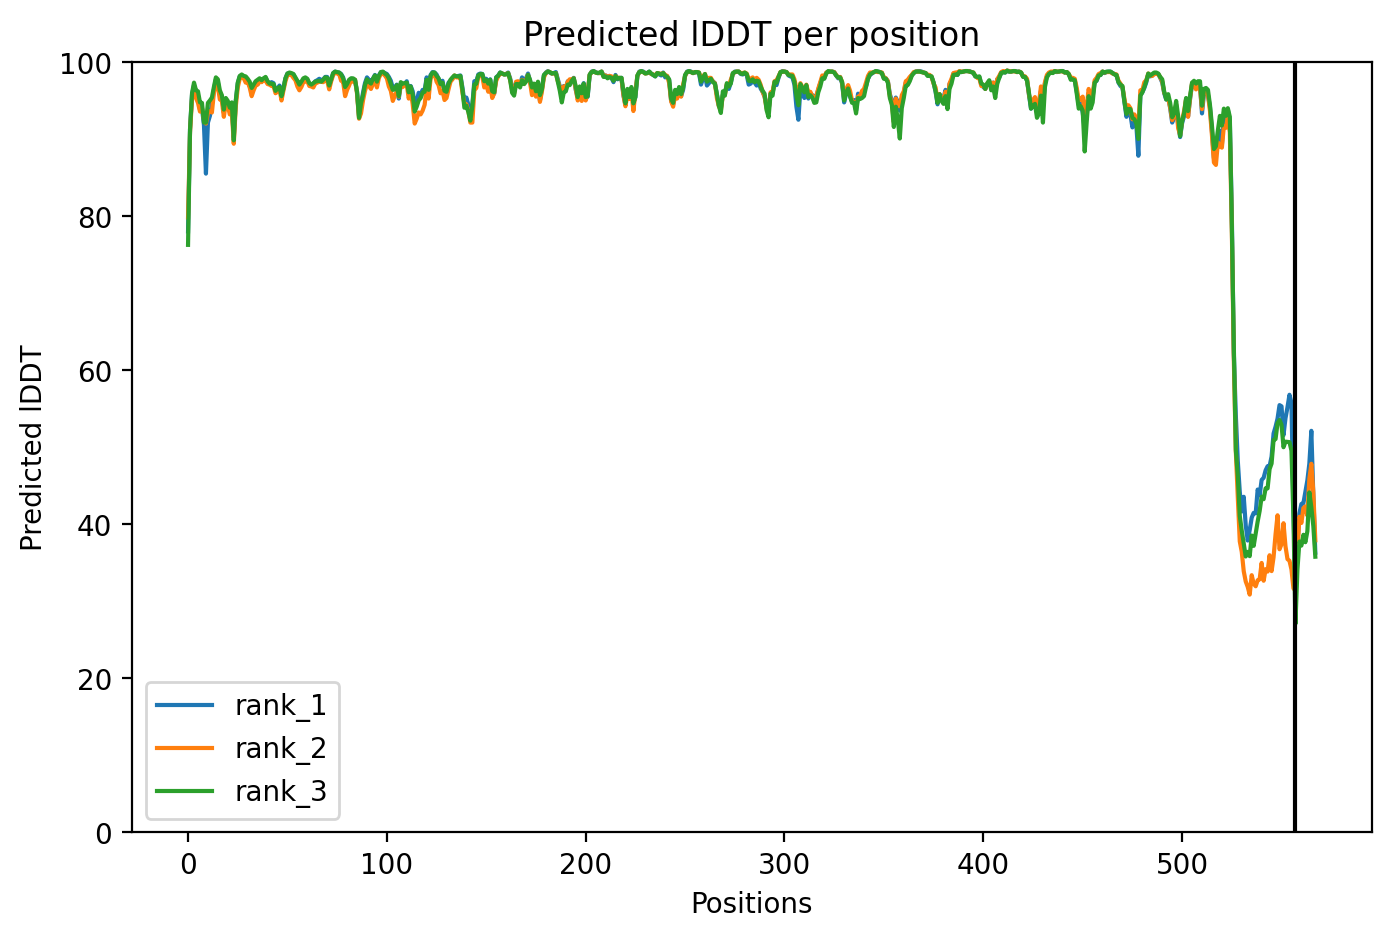 Predicted lDDT per position
100
80
60
40
20
0
Predicted lDDT
rank_1
rank_2
rank_3
0 100 200 300 400 500
Positions